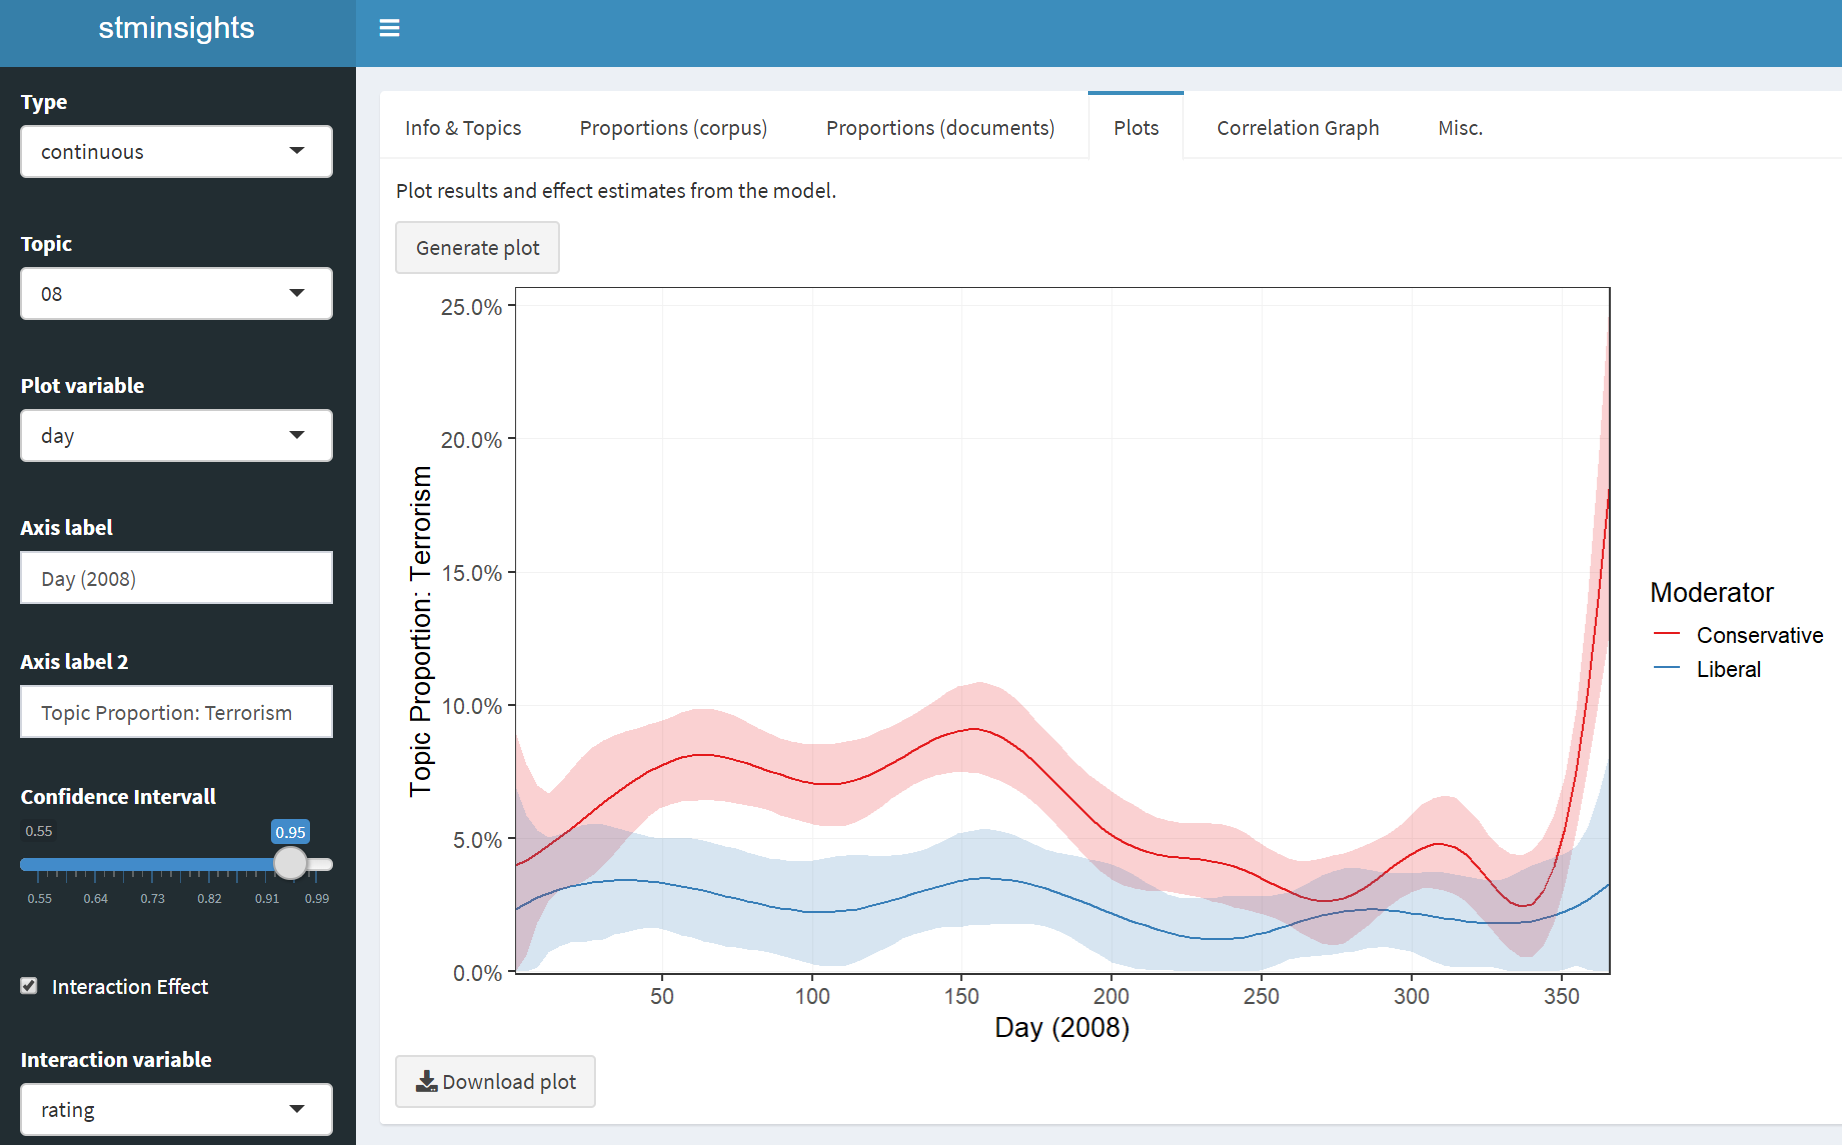 stminsights
Type
continuous
Topic
08
Plot variable
day
Axis label
Day (2008)
Axis label 2
Topic Proportion: Terrorism
Confidence Intervall
0.55
0.95
0.55 0.64 0.73 0.82 0.91 0.99
Interaction Effect
Interaction variable
rating
Info & Topics Proportions (corpus) Proportions (documents) Plots Correlation Graph Misc.
Plot results and effect estimates from the model.
Generate plot
Topic Proportion: Terrorism
25.0%
20.0%
15.0%
10.0%
5.0%
0.0%
50 100 150 200 250 300 350
Day (2008)
Moderator
Conservative
Liberal
Download plot